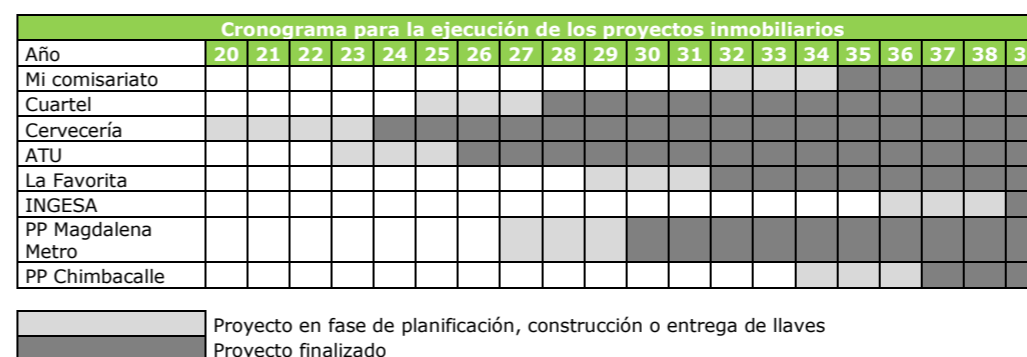 Cronograma para la ejecución de los proyectos inmobiliarios
Año 20 21 22 23 24 25 26 27 28 29 30 31 32 33 34 35 36 37 38
Mi comisariato
Cuartel
Cervecería
ATU
La Favorita
INGESA
PP Magdalena
Metro
PP Chimbacalle
Proyecto en fase de planificación, construcción o entrega de llaves
Proyecto finalizado